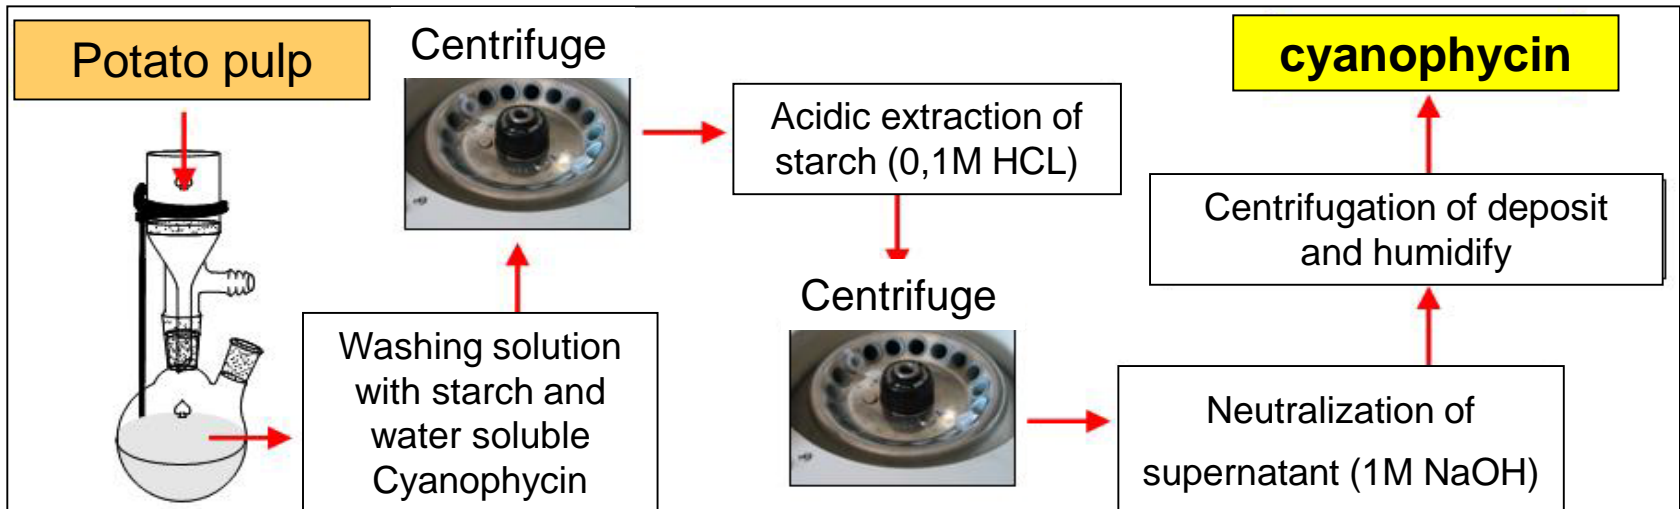 Potato pulp
Washing solution
with starch and
water soluble
Cyanophycin
Centrifuge
Acidic extraction of
starch (0,1M HCL)
Centrifuge
Neutralization of
supernatant (1M NaOH)
Centrifugation of deposit
and humidify
cyanophycin